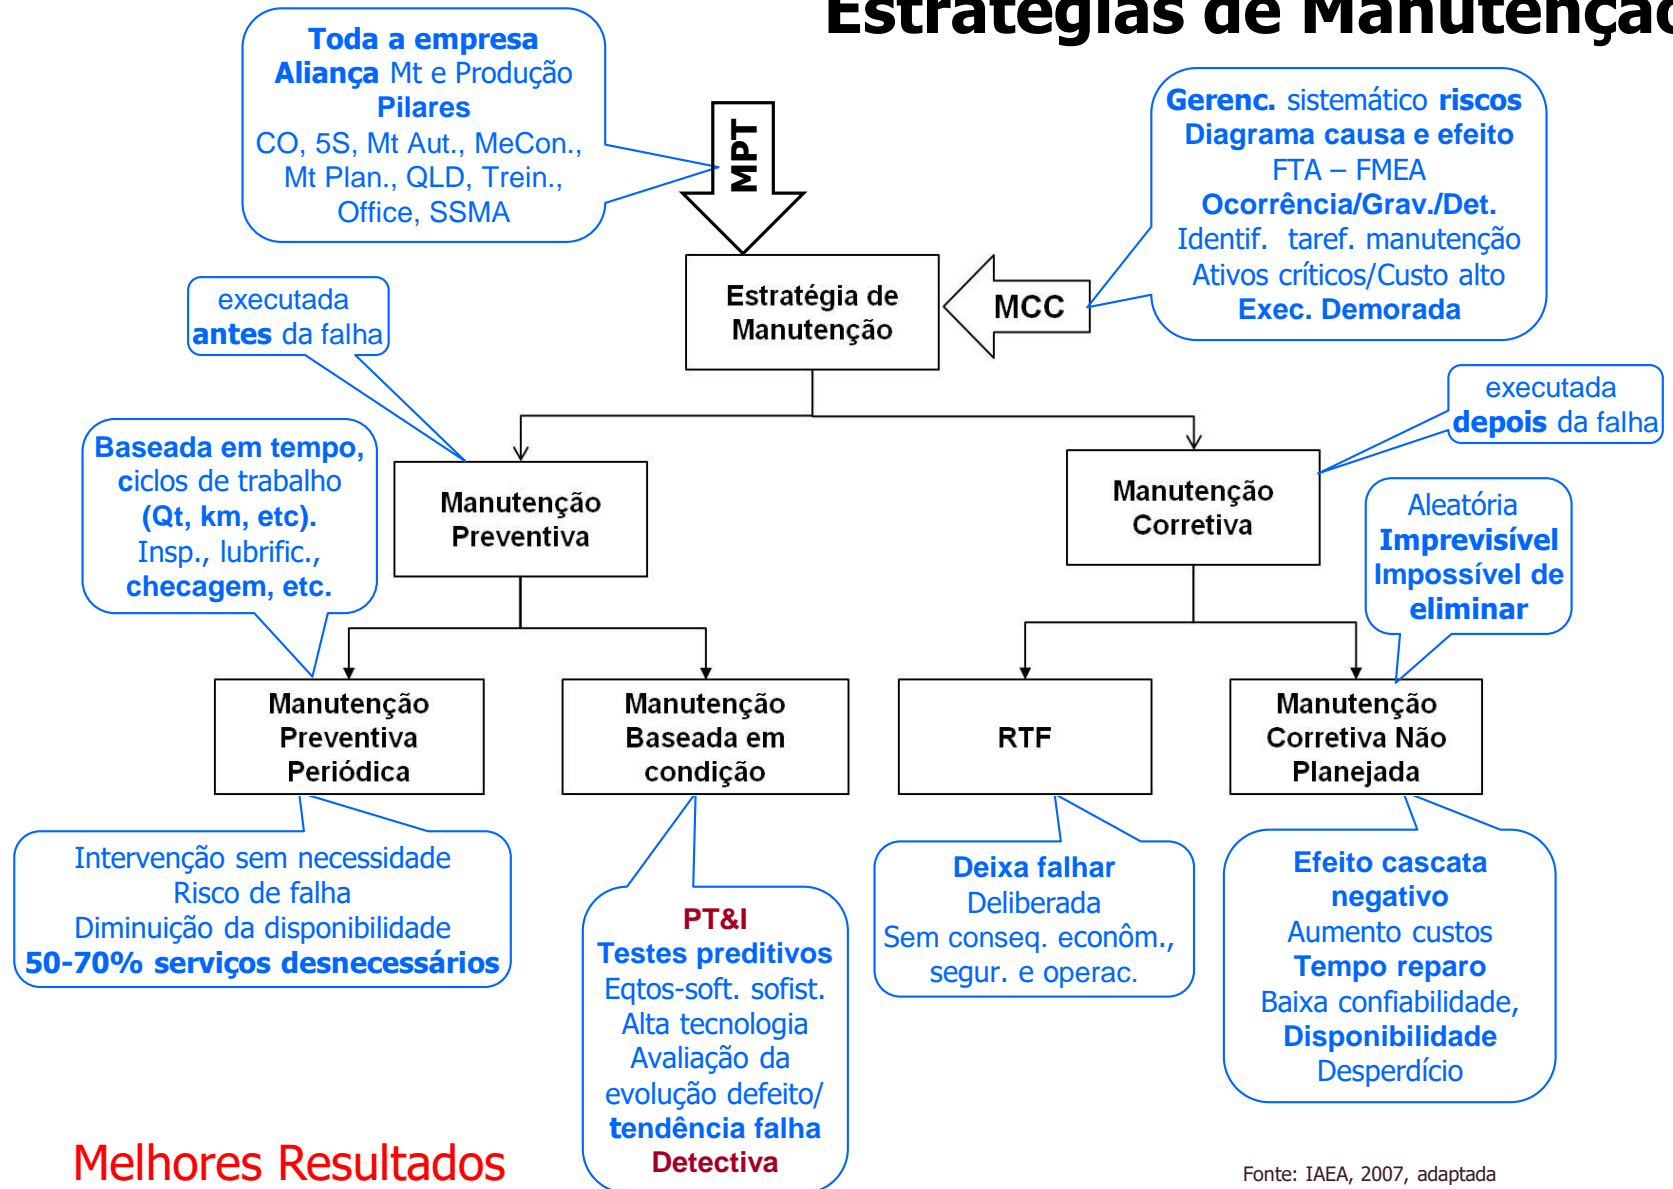 Estratégias de Manutenção
Toda a empresa
Aliança Mt e Produção
Pilares
CO, 5S, Mt Aut., MeCon.,
Mt Plan., QLD, Trein.,
Office, SSMA
MPT
Gerenc. sistemático riscos
Diagrama causa e efeito
FTA – FMEA
Ocorrência/Grav./Det.
Identif. taref. manutenção
Ativos críticos/Custo alto
Exec. Demorada
Estratégia de
Manutenção
MCC
executada
antes da falha
executada
depois da falha
Baseada em tempo,
ciclos de trabalho
(Qt, km, etc).
Insp., lubrific.,
checagem, etc.
Manutenção
Preventiva
Manutenção
Corretiva
Aleatória
Imprevisível
Impossível de
eliminar
Manutenção
Preventiva
Periódica
Manutenção
Baseada em
condição
RTF
Manutenção
Corretiva Não
Planejada
Intervenção sem necessidade
Risco de falha
Diminuição da disponibilidade
50-70% serviços desnecessários
PT&I
Testes preditivos
Eqtos-soft. sofist.
Alta tecnologia
Avaliação da
evolução defeito/
tendência falha
Detectiva
Deixa falhar
Deliberada
Sem conseq. econôm.,
segur. e operac.
Efeito cascata
negativo
Aumento custos
Tempo reparo
Baixa confiabilidade,
Disponibilidade
Desperdício
Melhores Resultados
Fonte: IAEA, 2007, adaptada